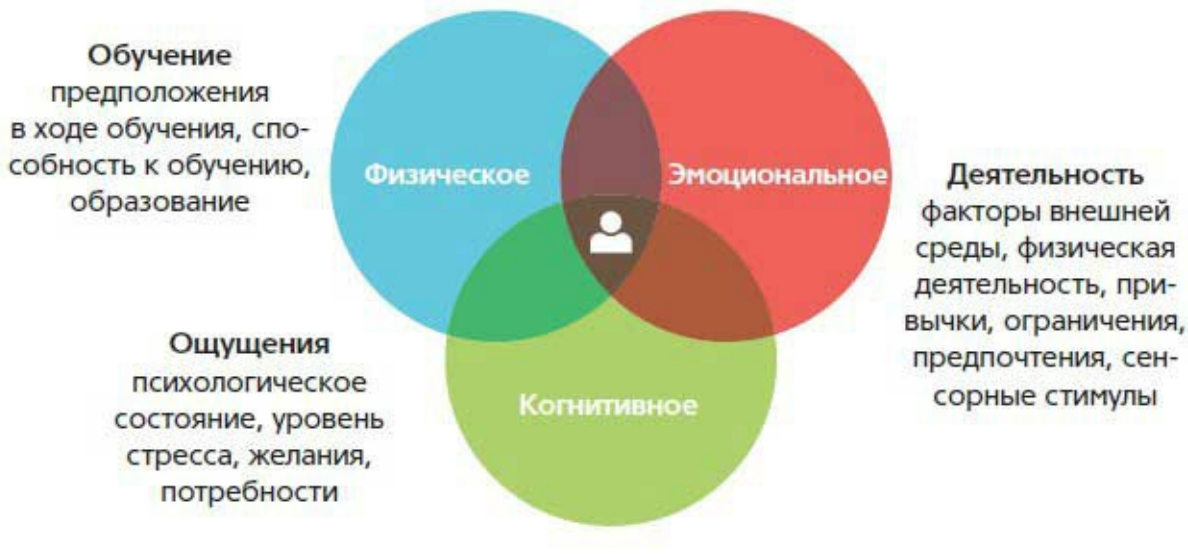 Обучение
предположения
в ходе обучения, спо-
собность к обучению,
образование
Физическое
Эмоциональное
Деятельность
факторы внешней
среды, физическая
деятельность, при-
вычки, ограничения,
предпочтения, сен-
сорные стимулы
Ощущения
психологическое
состояние, уровень
стресса, желания,
потребности
Когнитивное